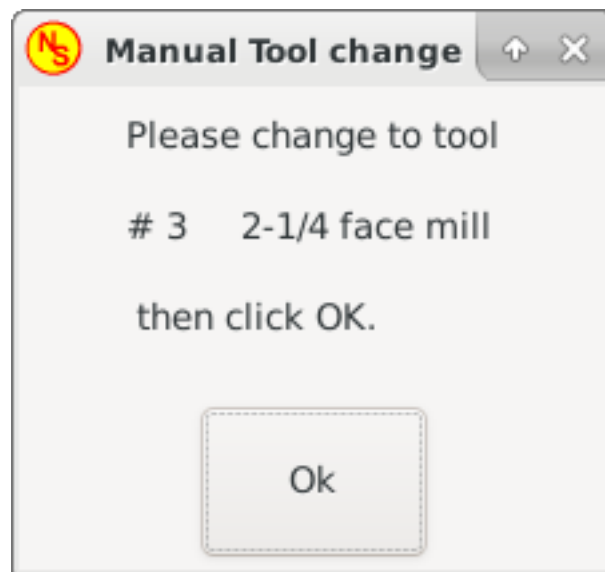 NS
Manual Tool change
Please change to tool
# 3 2-1/4 face mill
then click OK.
Ok